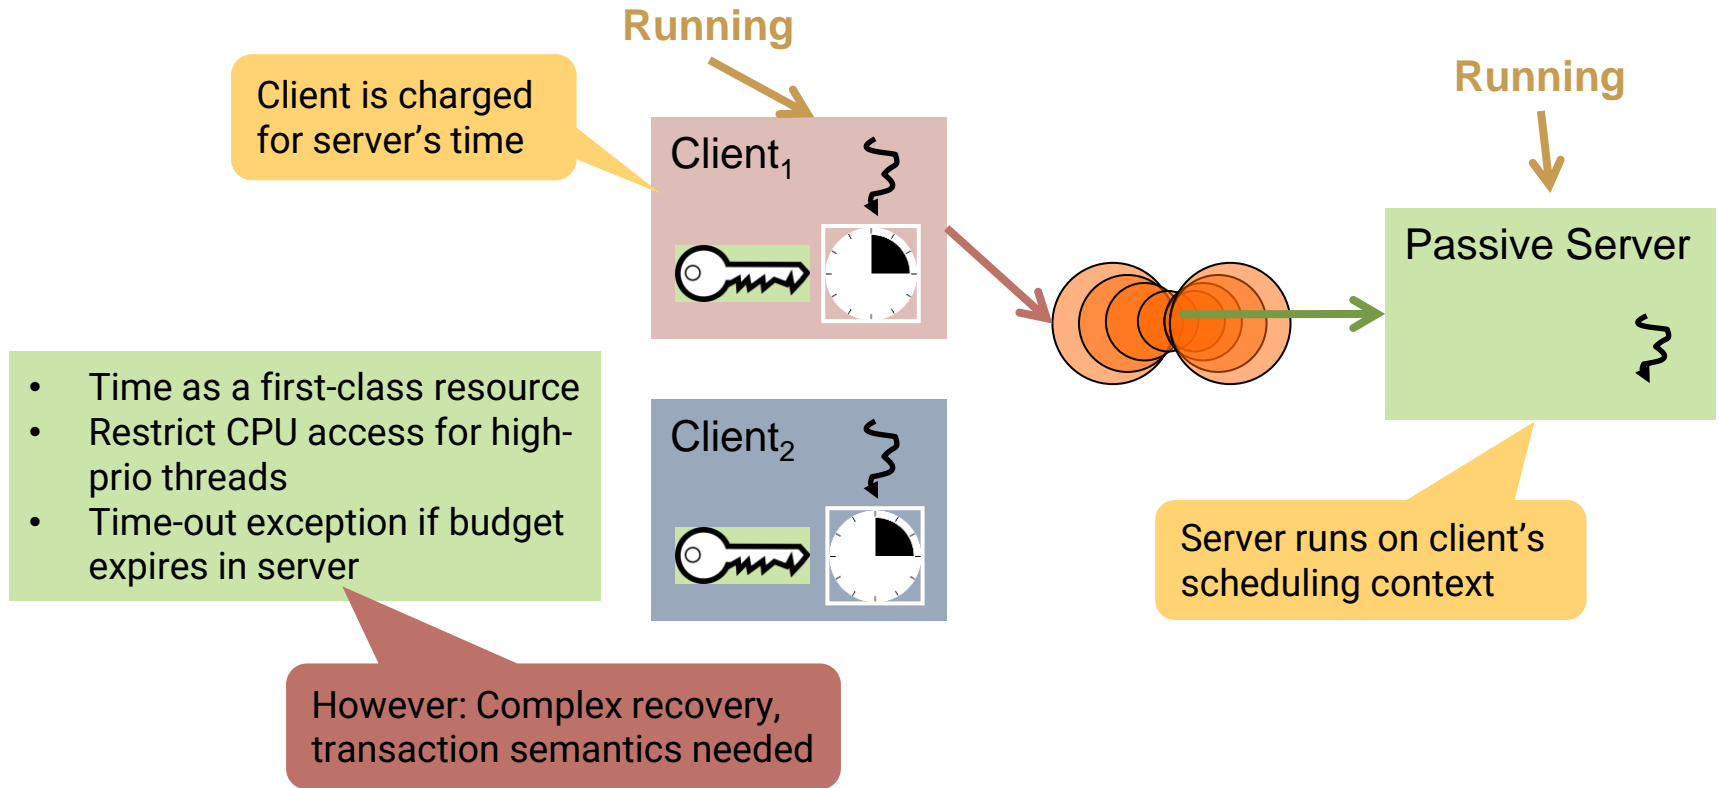 Running
Running
Client is charged
for server’s time
Client₁
Passive Server
• Time as a first-class resource
• Restrict CPU access for high-
prio threads
• Time-out exception if budget
expires in server
Client₂
Server runs on client’s
scheduling context
However: Complex recovery,
transaction semantics needed